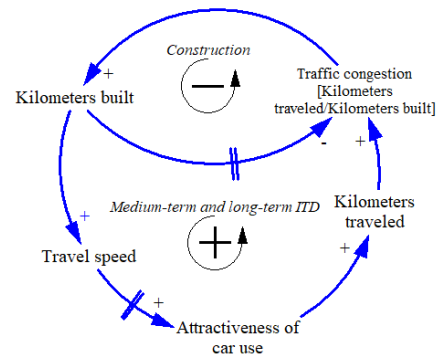 Construction
+
Kilometers built
Traffic congestion
[Kilometers
traveled/Kilometers built]
- +
Medium-term and long-term ITD
Kilometers
traveled
+
Travel speed
+
+
Attractiveness of
car use